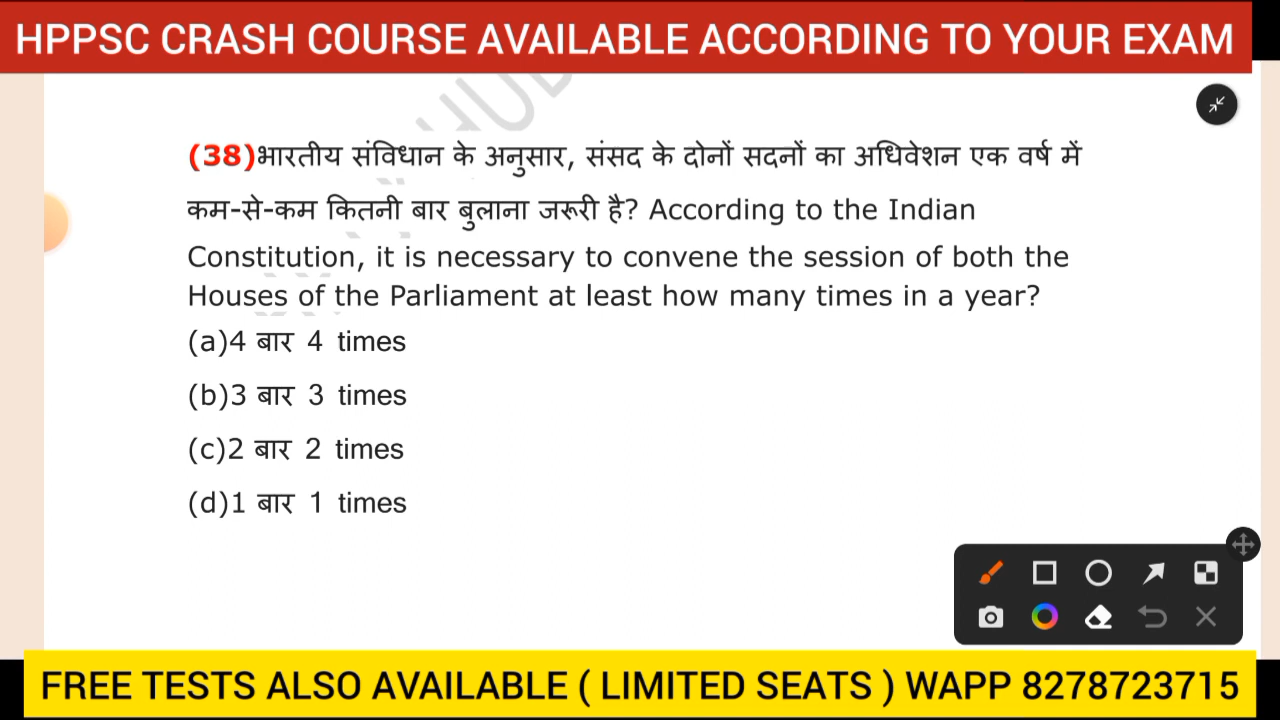 HPPSC CRASH COURSE AVAILABLE ACCORDING TO YOUR EXAM
HUB
(38)भारतीय संविधान के अनुसार, संसद के दोनों सदनों का अधिवेशन एक वर्ष में
कम-से-कम कितनी बार बुलाना जरूरी है? According to the Indian
Constitution, it is necessary to convene the session of both the
Houses of the Parliament at least how many times in a year?
(a)4 बार 4 times
(b)3 बार 3 times
(c)2 बार 2 times
(d)1 बार 1 times
FREE TESTS ALSO AVAILABLE ( LIMITED SEATS ) WAPP 8278723715